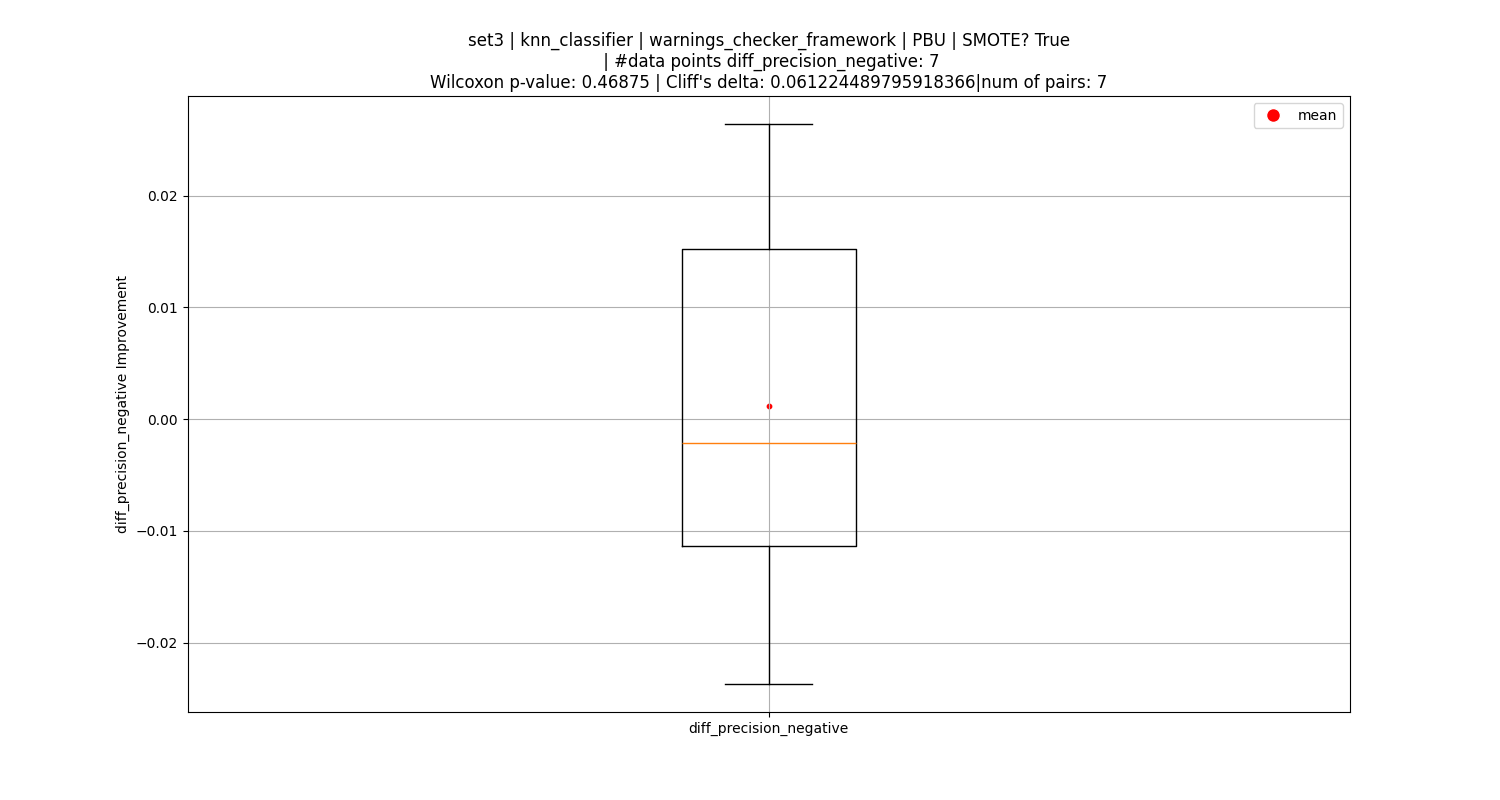 set3 | knn_classifier | warnings_checker_framework | PBU | SMOTE? True
| #data points diff_precision_negative: 7
Wilcoxon p-value: 0.46875 | Cliff's delta: 0.061224489795918366|num of pairs: 7
mean
0.02
0.01
0.00
−0.01
−0.02
diff_precision_negative Improvement
diff_precision_negative